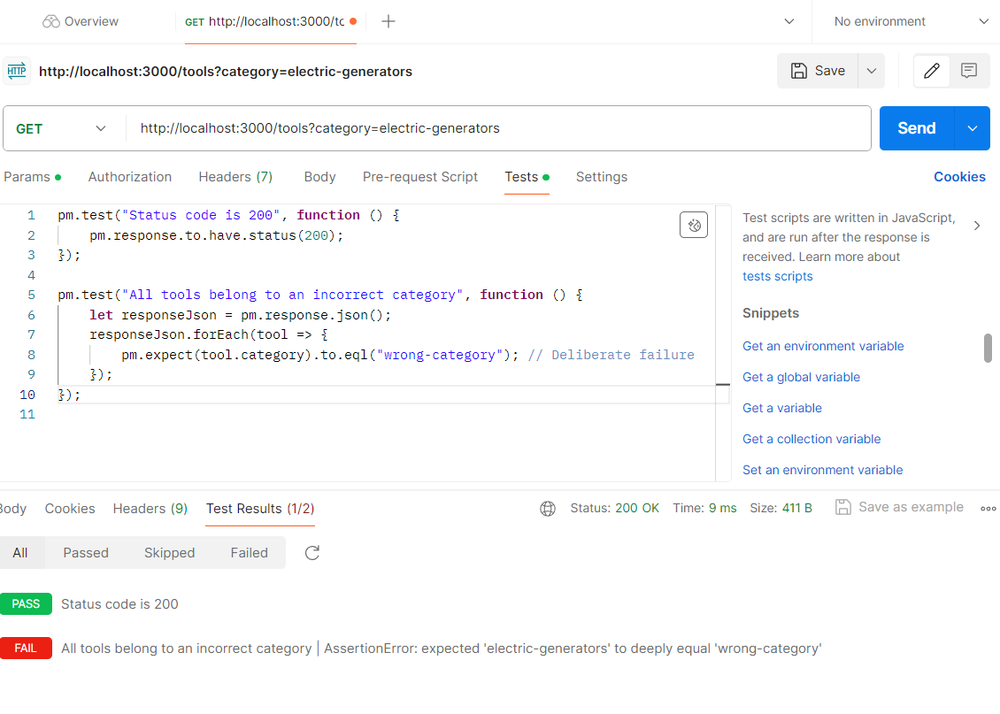 Overview
GET http://localhost:3000/tc
No environment
HTTP http://localhost:3000/tools?category=electric-generators
Save
GET http://localhost:3000/tools?category=electric-generators
Send
Params Authorization Headers (7) Body Pre-request Script Tests Settings
Cookies
1 pm.test("Status code is 200", function () {
2 pm.response.to.have.status(200);
3 });
4
5 pm.test("All tools belong to an incorrect category", function () {
6 let responseJson = pm.response.json();
7 responseJson.forEach(tool => {
8 pm.expect(tool.category).to.eql("wrong-category"); // Deliberate failure
9 });
10 });
11
Test scripts are written in JavaScript,
and are run after the response is
received. Learn more about
tests scripts
Snippets
Get an environment variable
Get a global variable
Get a variable
Get a collection variable
Set an environment variable
Body Cookies Headers (9) Test Results (1/2)
Status: 200 OK Time: 9 ms Size: 411 B
Save as example
All Passed Skipped Failed
PASS Status code is 200
FAIL All tools belong to an incorrect category | AssertionError: expected 'electric-generators' to deeply equal 'wrong-category'